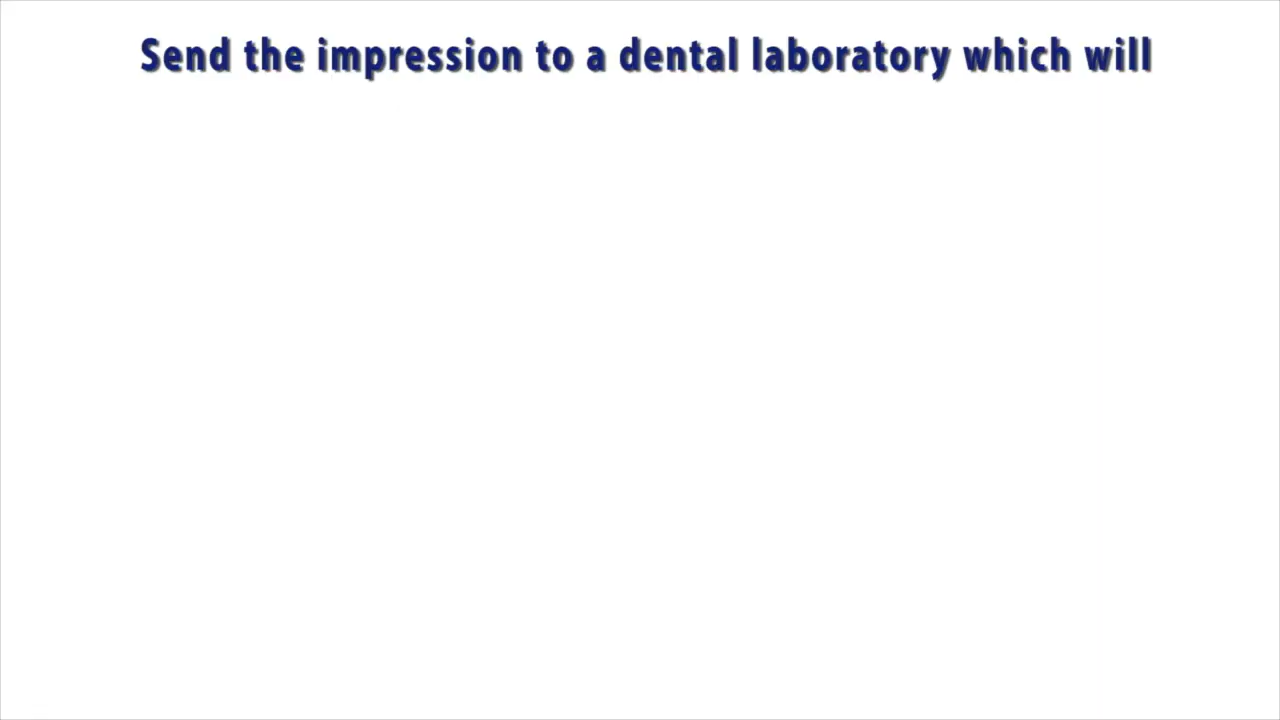 Send the impression to a dental laboratory which will